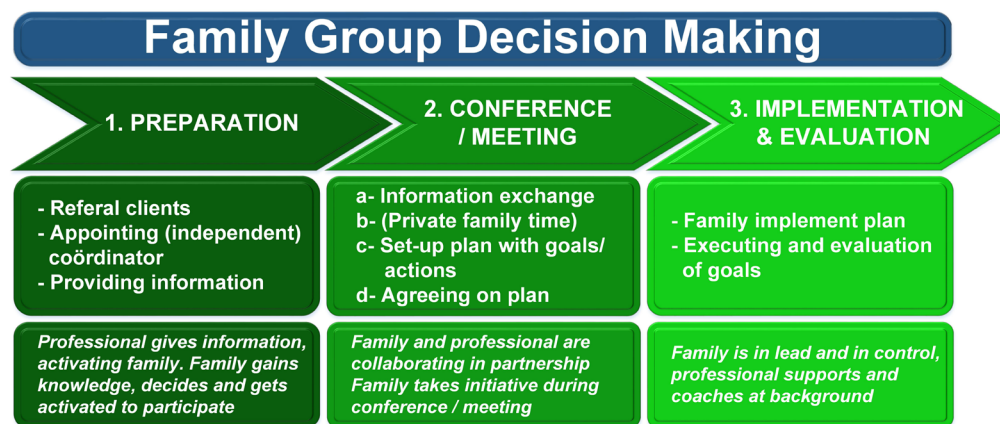 Family Group Decision Making
1. PREPARATION
2. CONFERENCE
/ MEETING
3. IMPLEMENTATION
& EVALUATION
- Referal clients
- Appointing (independent)
coördinator
- Providing information
a- Information exchange
b- (Private family time)
c- Set-up plan with goals/
actions
d- Agreeing on plan
- Family implement plan
- Executing and evaluation
of goals
Professional gives information,
activating family. Family gains
knowledge, decides and gets
activated to participate
Family and professional are
collaborating in partnership
Family takes initiative during
conference / meeting
Family is in lead and in control,
professional supports and
coaches at background